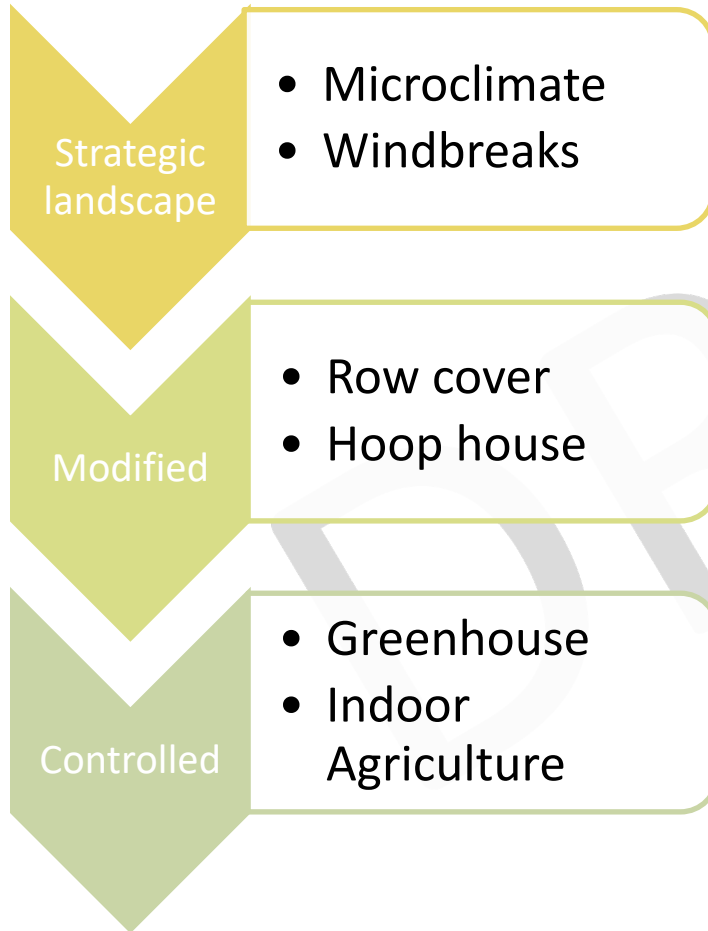 Strategic
landscape
• Microclimate
• Windbreaks
Modified
• Row cover
• Hoop house
Controlled
• Greenhouse
• Indoor
Agriculture